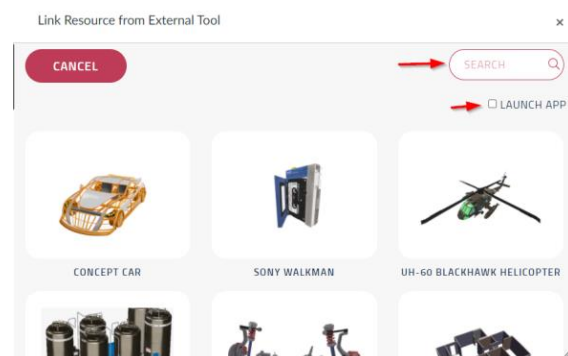 Link Resource from External Tool
×
CANCEL
SEARCH
LAUNCH APP
CONCEPT CAR
SONY WALKMAN
UH-60 BLACKHAWK HELICOPTER